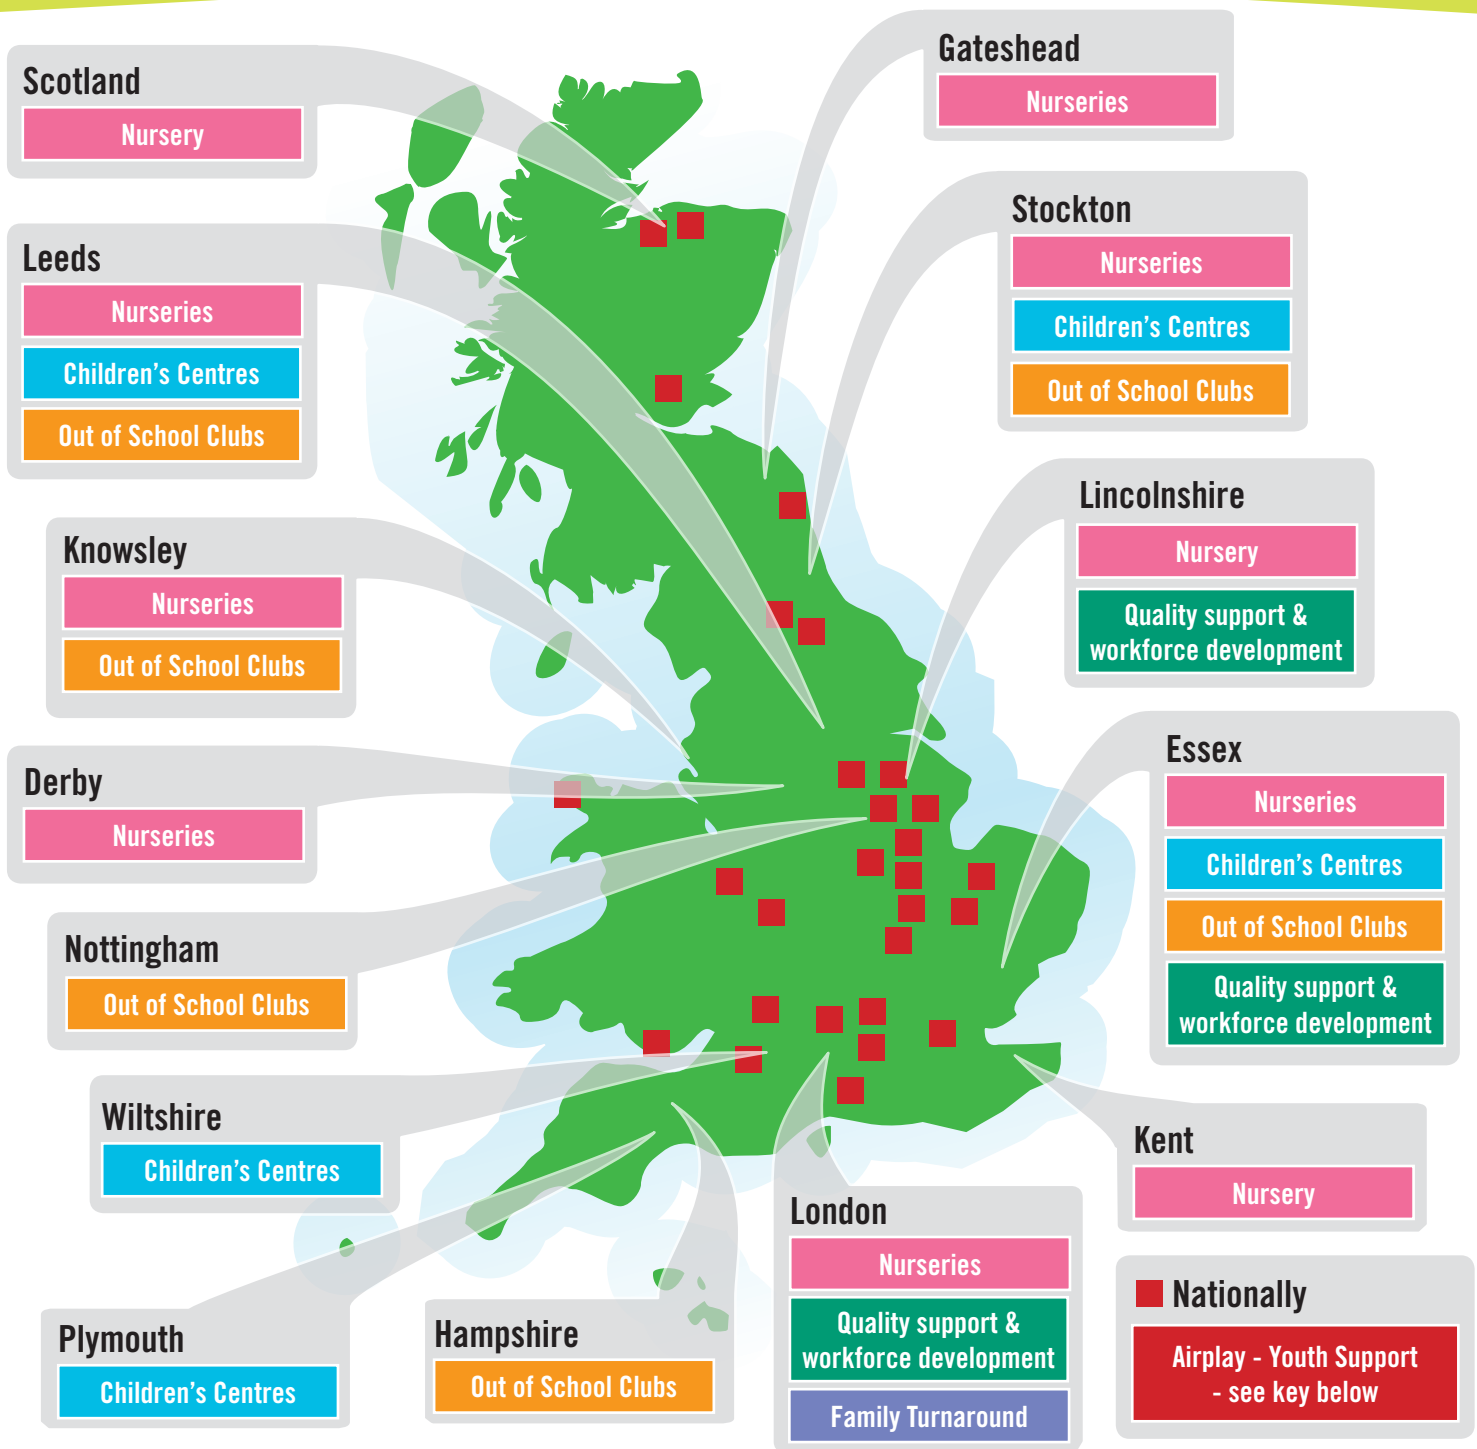 Scotland
Nursery
Gateshead
Nurseries
Stockton
Nurseries
Children's Centres
Out of School Clubs
Leeds
Nurseries
Children's Centres
Out of School Clubs
Lincolnshire
Nursery
Quality support &
workforce development
Knowsley
Nurseries
Out of School Clubs
Essex
Nurseries
Children's Centres
Out of School Clubs
Quality support &
workforce development
Derby
Nurseries
Nottingham
Out of School Clubs
Wiltshire
Children's Centres
Kent
Nursery
London
Nurseries
Quality support &
workforce development
Family Turnaround
Plymouth
Children's Centres
Hampshire
Out of School Clubs
Nationally
Airplay - Youth Support
- see key below